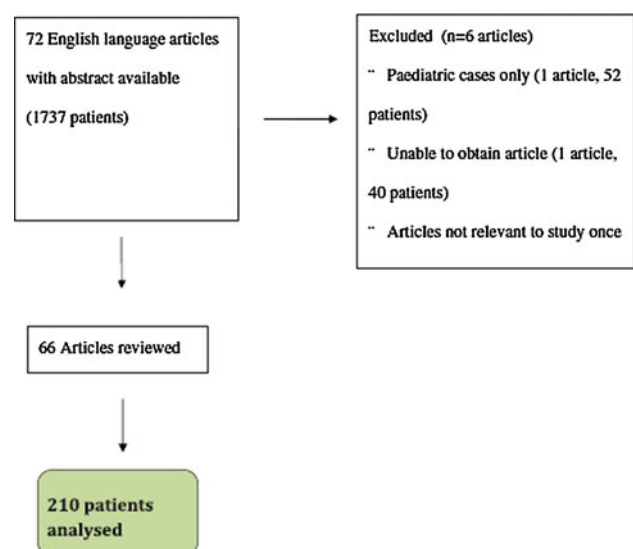 72 English language articles
with abstract available
(1737 patients)
Excluded (n=6 articles)
¨ Paediatric cases only (1 article, 52
patients)
¨ Unable to obtain article (1 article,
40 patients)
¨ Articles not relevant to study once
66 Articles reviewed
210 patients
analysed